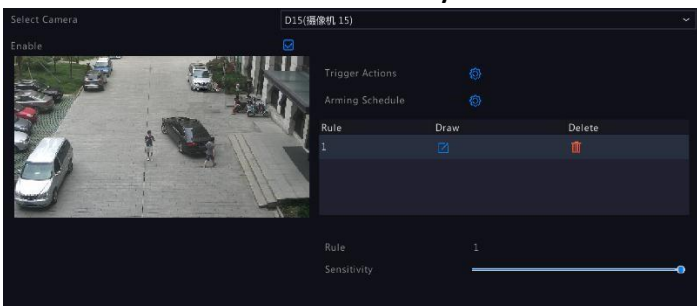 Select Camera D15(摄像机 15)
Enable
Trigger Actions
Arming Schedule
Rule Draw Delete
1
Rule 1
Sensitivity